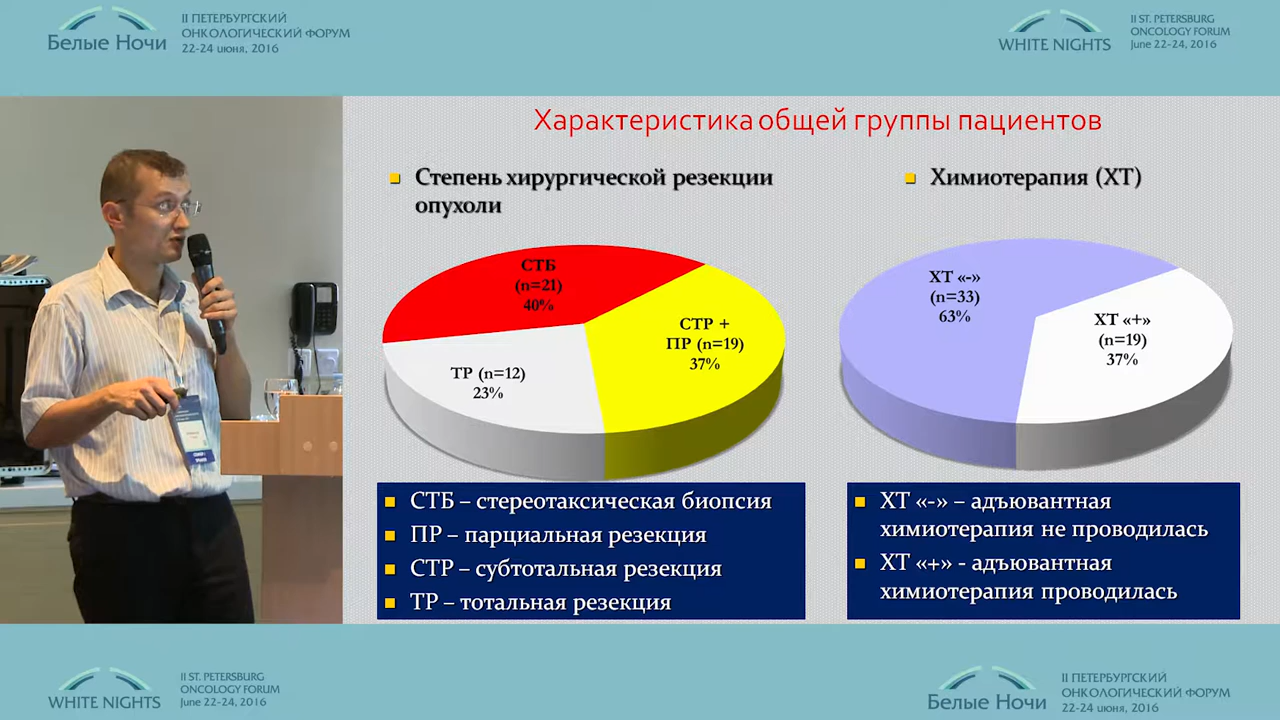 Белые Ночи
II ПЕТЕРБУРГСКИЙ
ОНКОЛОГИЧЕСКИЙ ФОРУМ
22-24 июня, 2016
WHITE NIGHTS
II ST. PETERSBURG
ONCOLOGY FORUM
June 22-24, 2016
Характеристика общей группы пациентов
Степень хирургической резекции
опухоли
СТБ
(n=21)
40%
СТР +
ПР (n=19)
37%
ТР (n=12)
23%
СТБ – стереотаксическая биопсия
ПР – парциальная резекция
СТР – субтотальная резекция
ТР – тотальная резекция
Химиотерапия (ХТ)
ХТ «-»
(n=33)
63%
ХТ «+»
(n=19)
37%
ХТ «-» – адъювантная
химиотерапия не проводилась
ХТ «+» - адъювантная
химиотерапия проводилась
WHITE NIGHTS
II ST. PETERSBURG
ONCOLOGY FORUM
June 22-24, 2016
Белые Ночи
II ПЕТЕРБУРГСКИЙ
ОНКОЛОГИЧЕСКИЙ ФОРУМ
22-24 июня, 2016